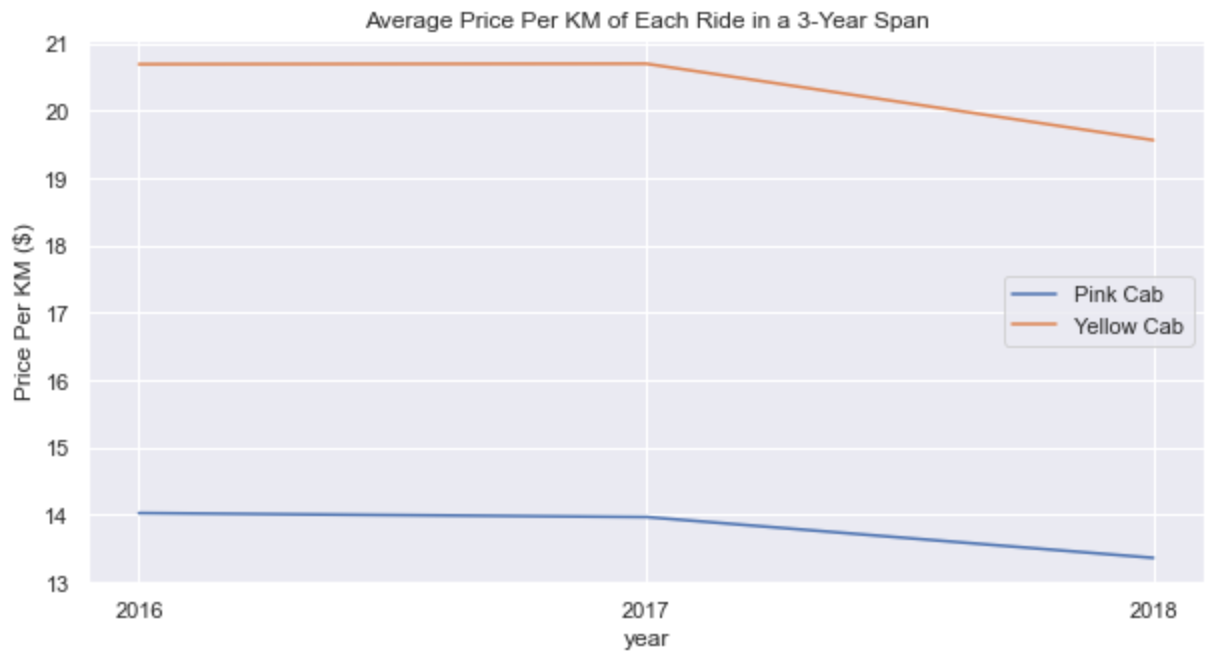 Average Price Per KM of Each Ride in a 3-Year Span
21
20
19
18
17
16
15
14
13
Price Per KM ($)
Pink Cab
Yellow Cab
2016 2017 2018
year